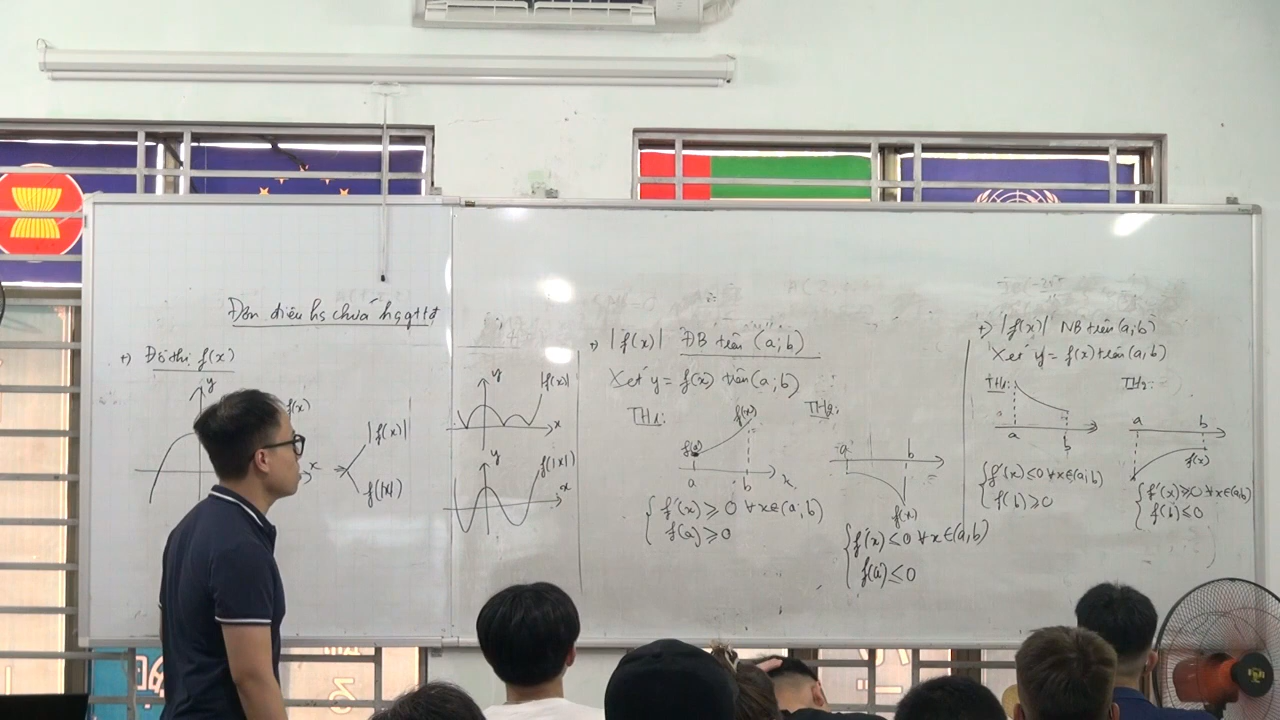 Đơn điệu hs chứa hsgttđ
+) Đồ thị f(x)
y
f(x)
x
|f(x)|
f(|x|)
y
|f(x)|
x
y
f(|x|)
x
+) |f(x)| ĐB trên (a;b)
Xét y = f(x) trên (a;b)
TH1:
f(x)
f(a)
a
b
x
{ f'(x) ≥ 0 ∀x∈(a;b)
f(a) ≥ 0
TH2:
a
b
f(x)
{ f'(x) ≤ 0 ∀x∈(a;b)
f(a) ≤ 0
+) |f(x)| NB trên (a;b)
Xét y = f(x) trên (a,b)
TH1:
a
b
{ f'(x) ≤ 0 ∀x∈(a;b)
f(b) ≥ 0
TH2:
a
b
f(x)
{ f'(x) ≥ 0 ∀x∈(a,b)
f(b) ≤ 0